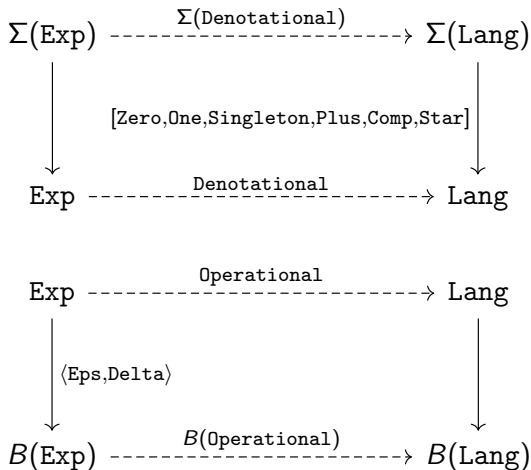 Σ(Exp) Σ(Denotational) Σ(Lang)
[Zero,One,Singleton,Plus,Comp,Star]
Exp Denotational Lang
Exp Operational Lang
⟨Eps,Delta⟩
B(Exp) B(Operational) B(Lang)